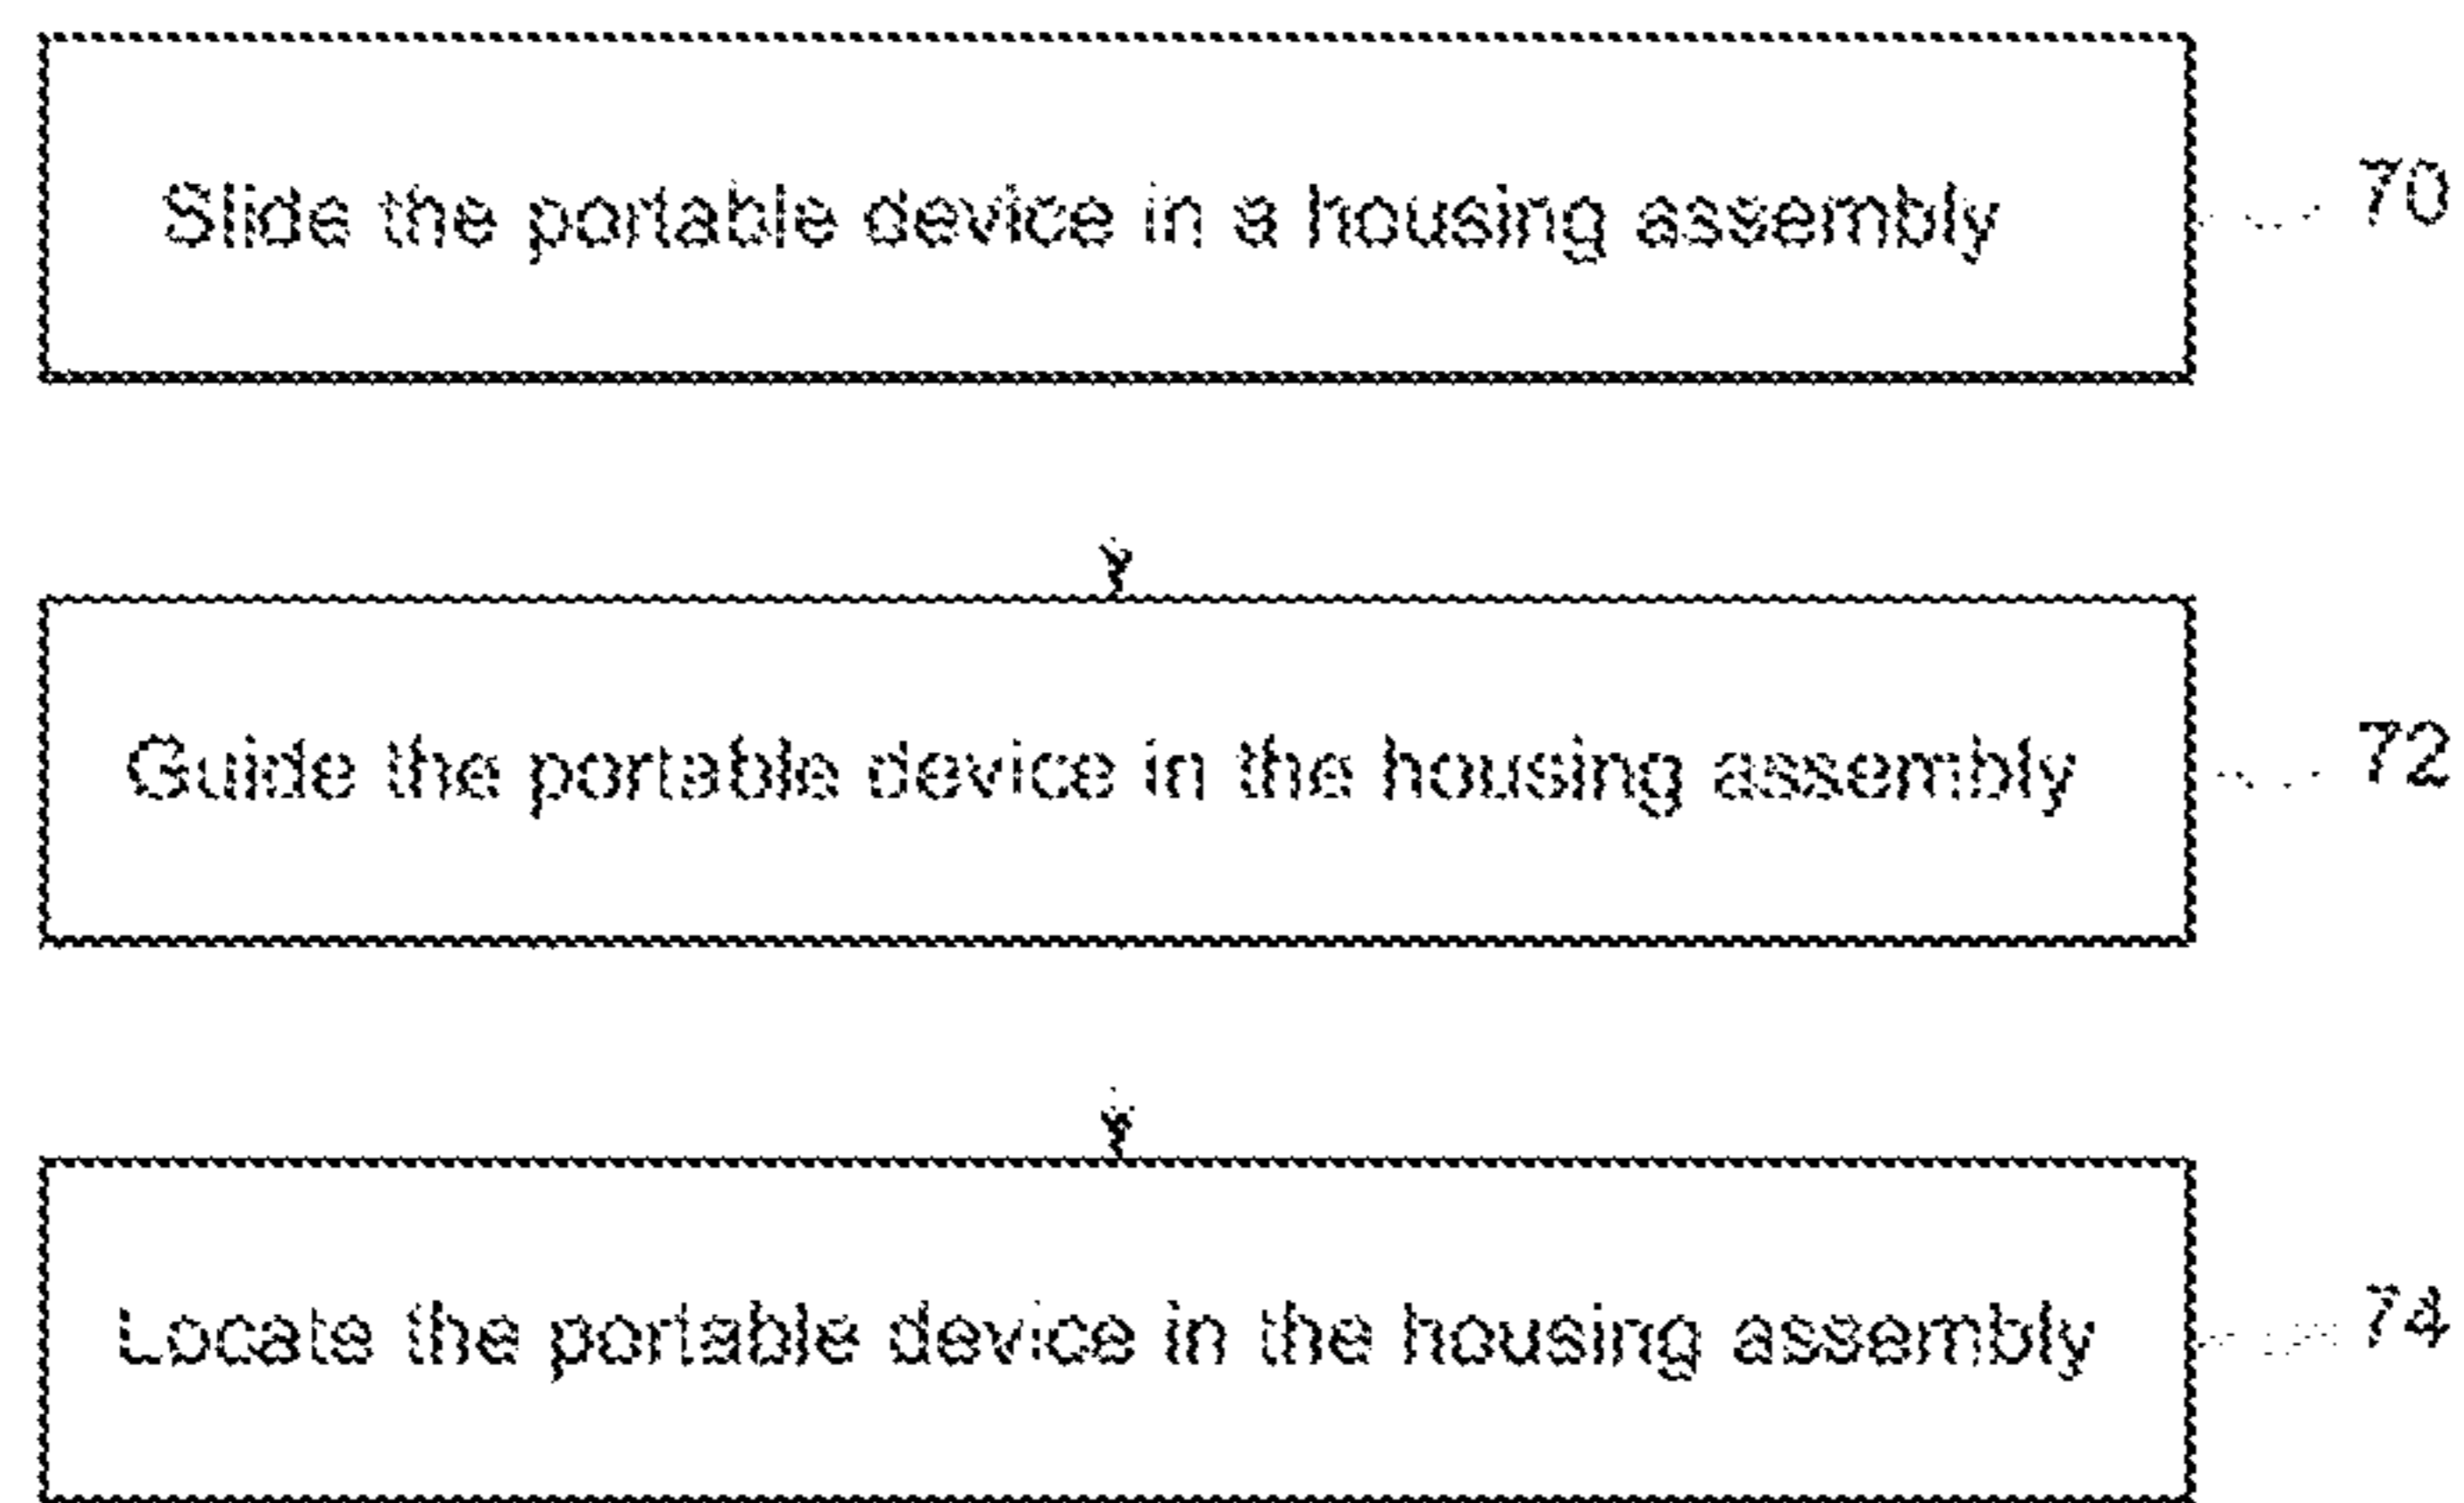 Slide the portable device in a housing assembly 70
Guide the portable device in the housing assembly 72
Locate the portable device in the housing assembly 74